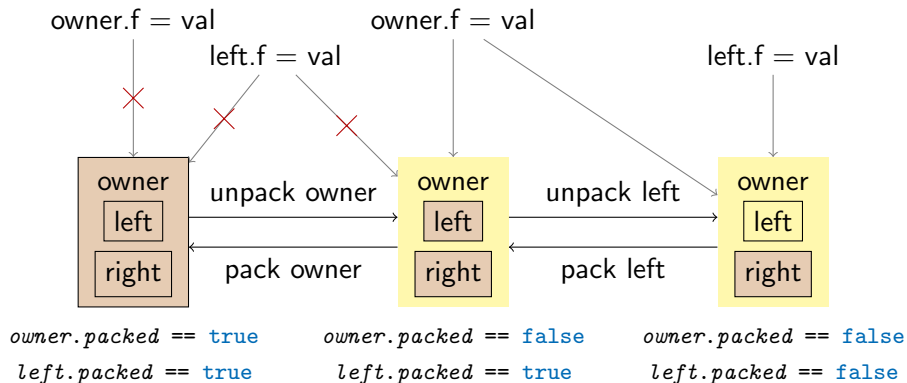 owner.f = val
owner.f = val
left.f = val
left.f = val
owner
left
right
unpack owner
pack owner
owner
left
right
unpack left
pack left
owner
left
right
owner.packed == true
owner.packed == false
owner.packed == false
left.packed == true
left.packed == true
left.packed == false